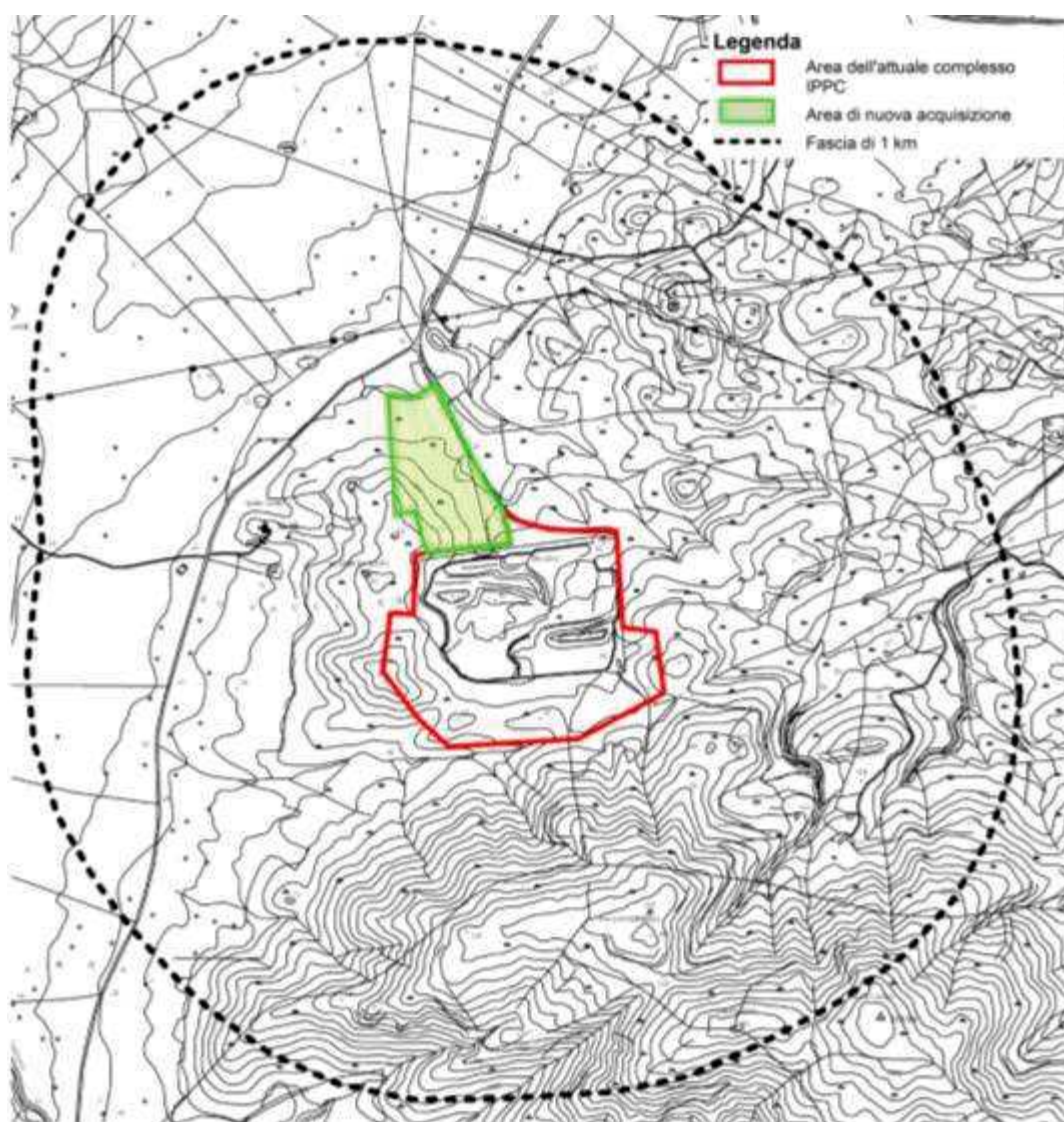 Legenda
Area dell'attuale complesso
IPPC
Area di nuova acquisizione
Fascia di 1 km